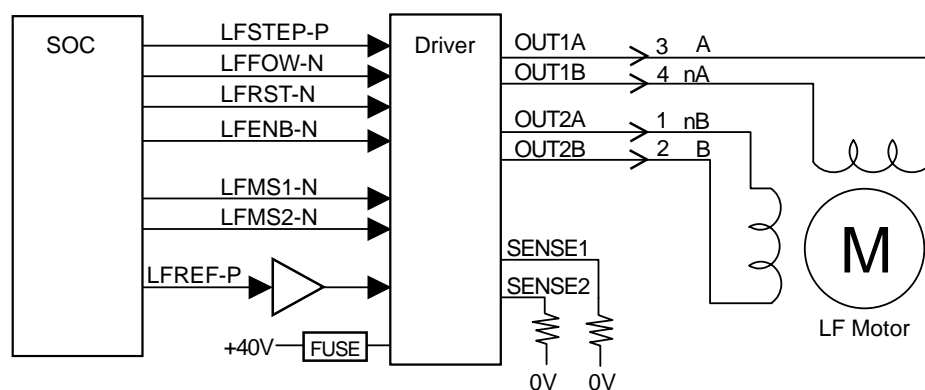 SOC
LFSTEP-P
LFFOW-N
LFRST-N
LFENB-N
LFMS1-N
LFMS2-N
LFREF-P
+40V
FUSE
Driver
OUT1A 3 A
OUT1B 4 nA
OUT2A 1 nB
OUT2B 2 B
SENSE1
SENSE2
0V 0V
M
LF Motor